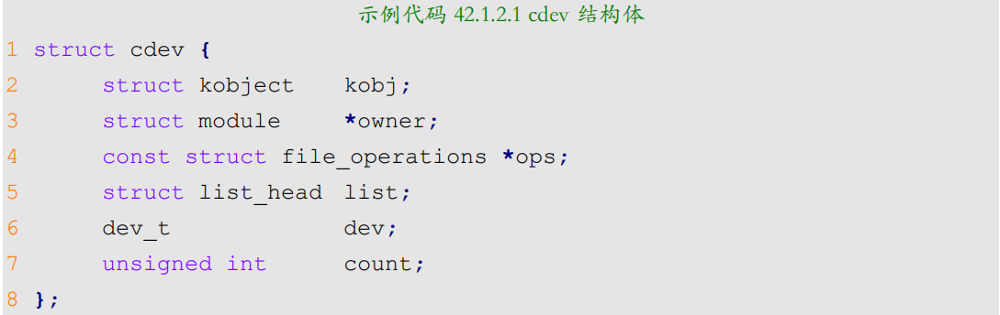 示例代码 42.1.2.1 cdev 结构体
1 struct cdev {
2     struct kobject    kobj;
3     struct module     *owner;
4     const struct file_operations *ops;
5     struct list_head  list;
6     dev_t             dev;
7     unsigned int      count;
8 };